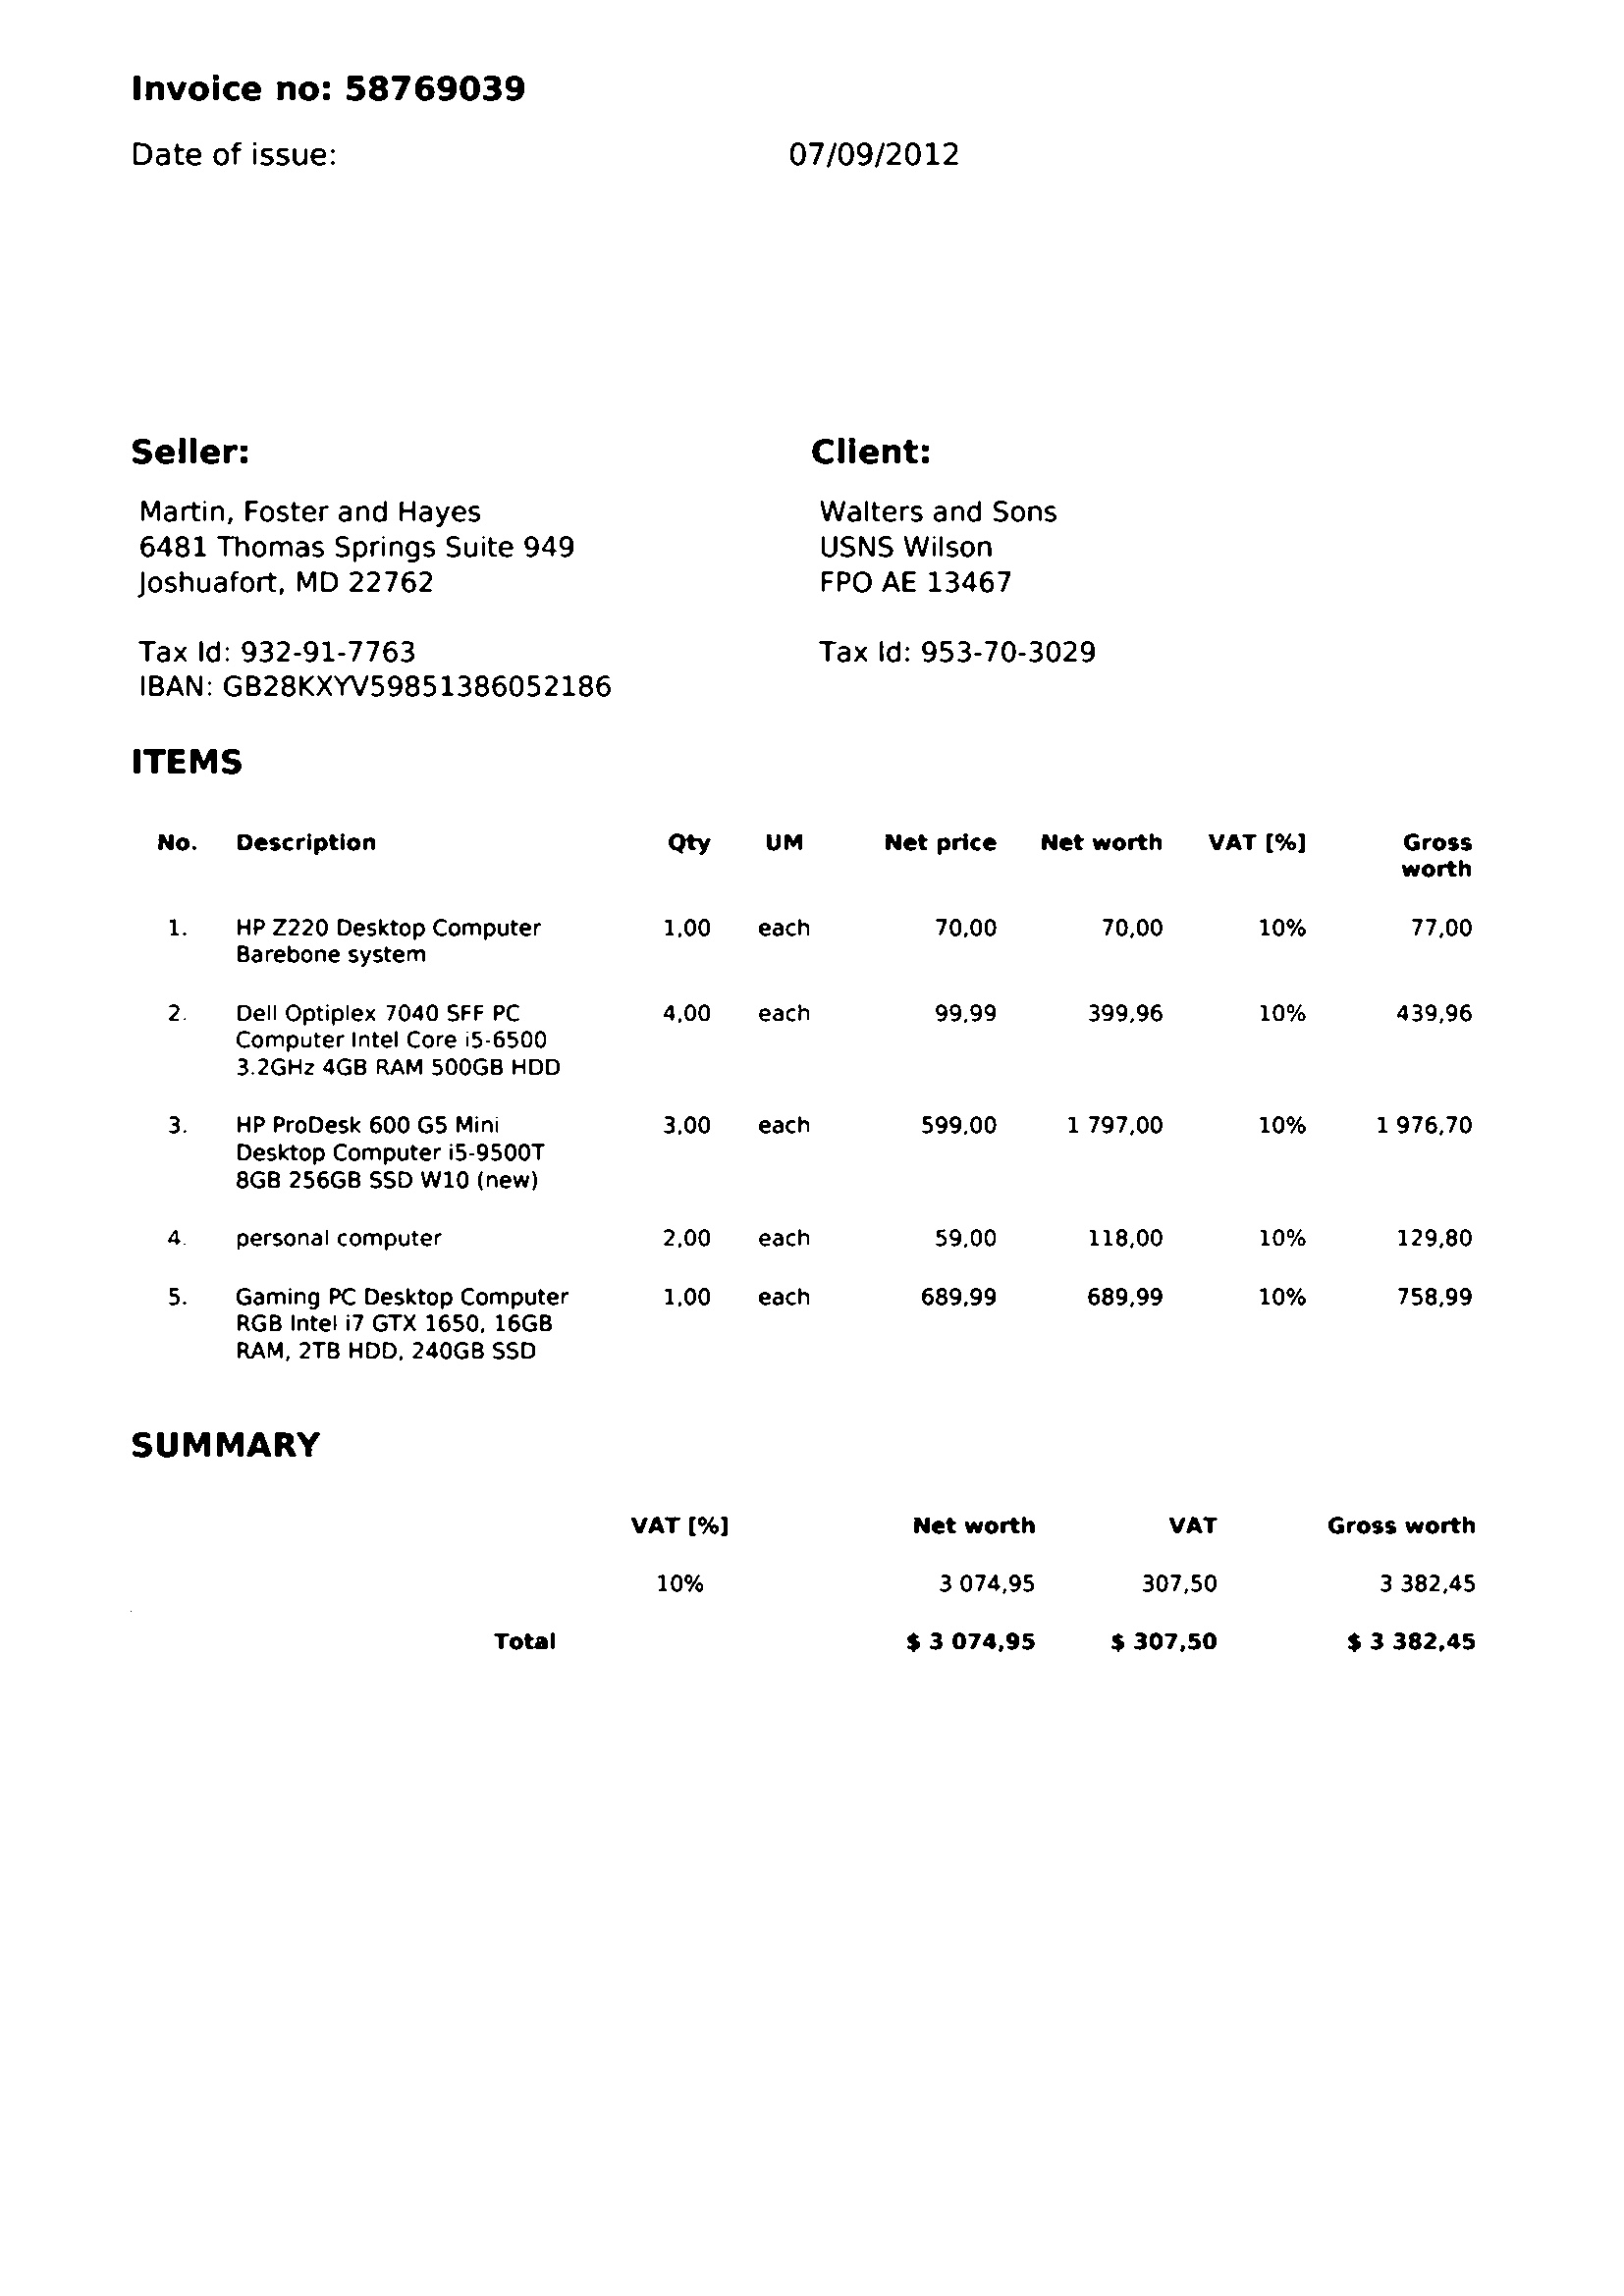 Invoice no: 58769039
Date of issue: 07/09/2012
Seller: Client:
Martin, Foster and Hayes Walters and Sons
6481 Thomas Springs Suite 949 USNS Wilson
Joshuafort, MD 22762 FPO AE 13467
Tax Id: 932-91-7763 Tax Id: 953-70-3029
IBAN: GB28KXYV59851386052186
ITEMS
No. Description Qty UM Net price Net worth VAT [%] Gross
worth
1. HP Z220 Desktop Computer 1,00 each 70,00 70,00 10% 77,00
Barebone system
2. Dell Optiplex 7040 SFF PC 4,00 each 99,99 399,96 10% 439,96
Computer Intel Core i5-6500
3.2GHz 4GB RAM 500GB HDD
3. HP ProDesk 600 G5 Mini 3,00 each 599,00 1 797,00 10% 1 976,70
Desktop Computer i5-9500T
8GB 256GB SSD W10 (new)
4. personal computer 2,00 each 59,00 118,00 10% 129,80
5. Gaming PC Desktop Computer 1,00 each 689,99 689,99 10% 758,99
RGB Intel i7 GTX 1650, 16GB
RAM, 2TB HDD, 240GB SSD
SUMMARY
VAT [%] Net worth VAT Gross worth
10% 3 074,95 307,50 3 382,45
Total $ 3 074,95 $ 307,50 $ 3 382,45